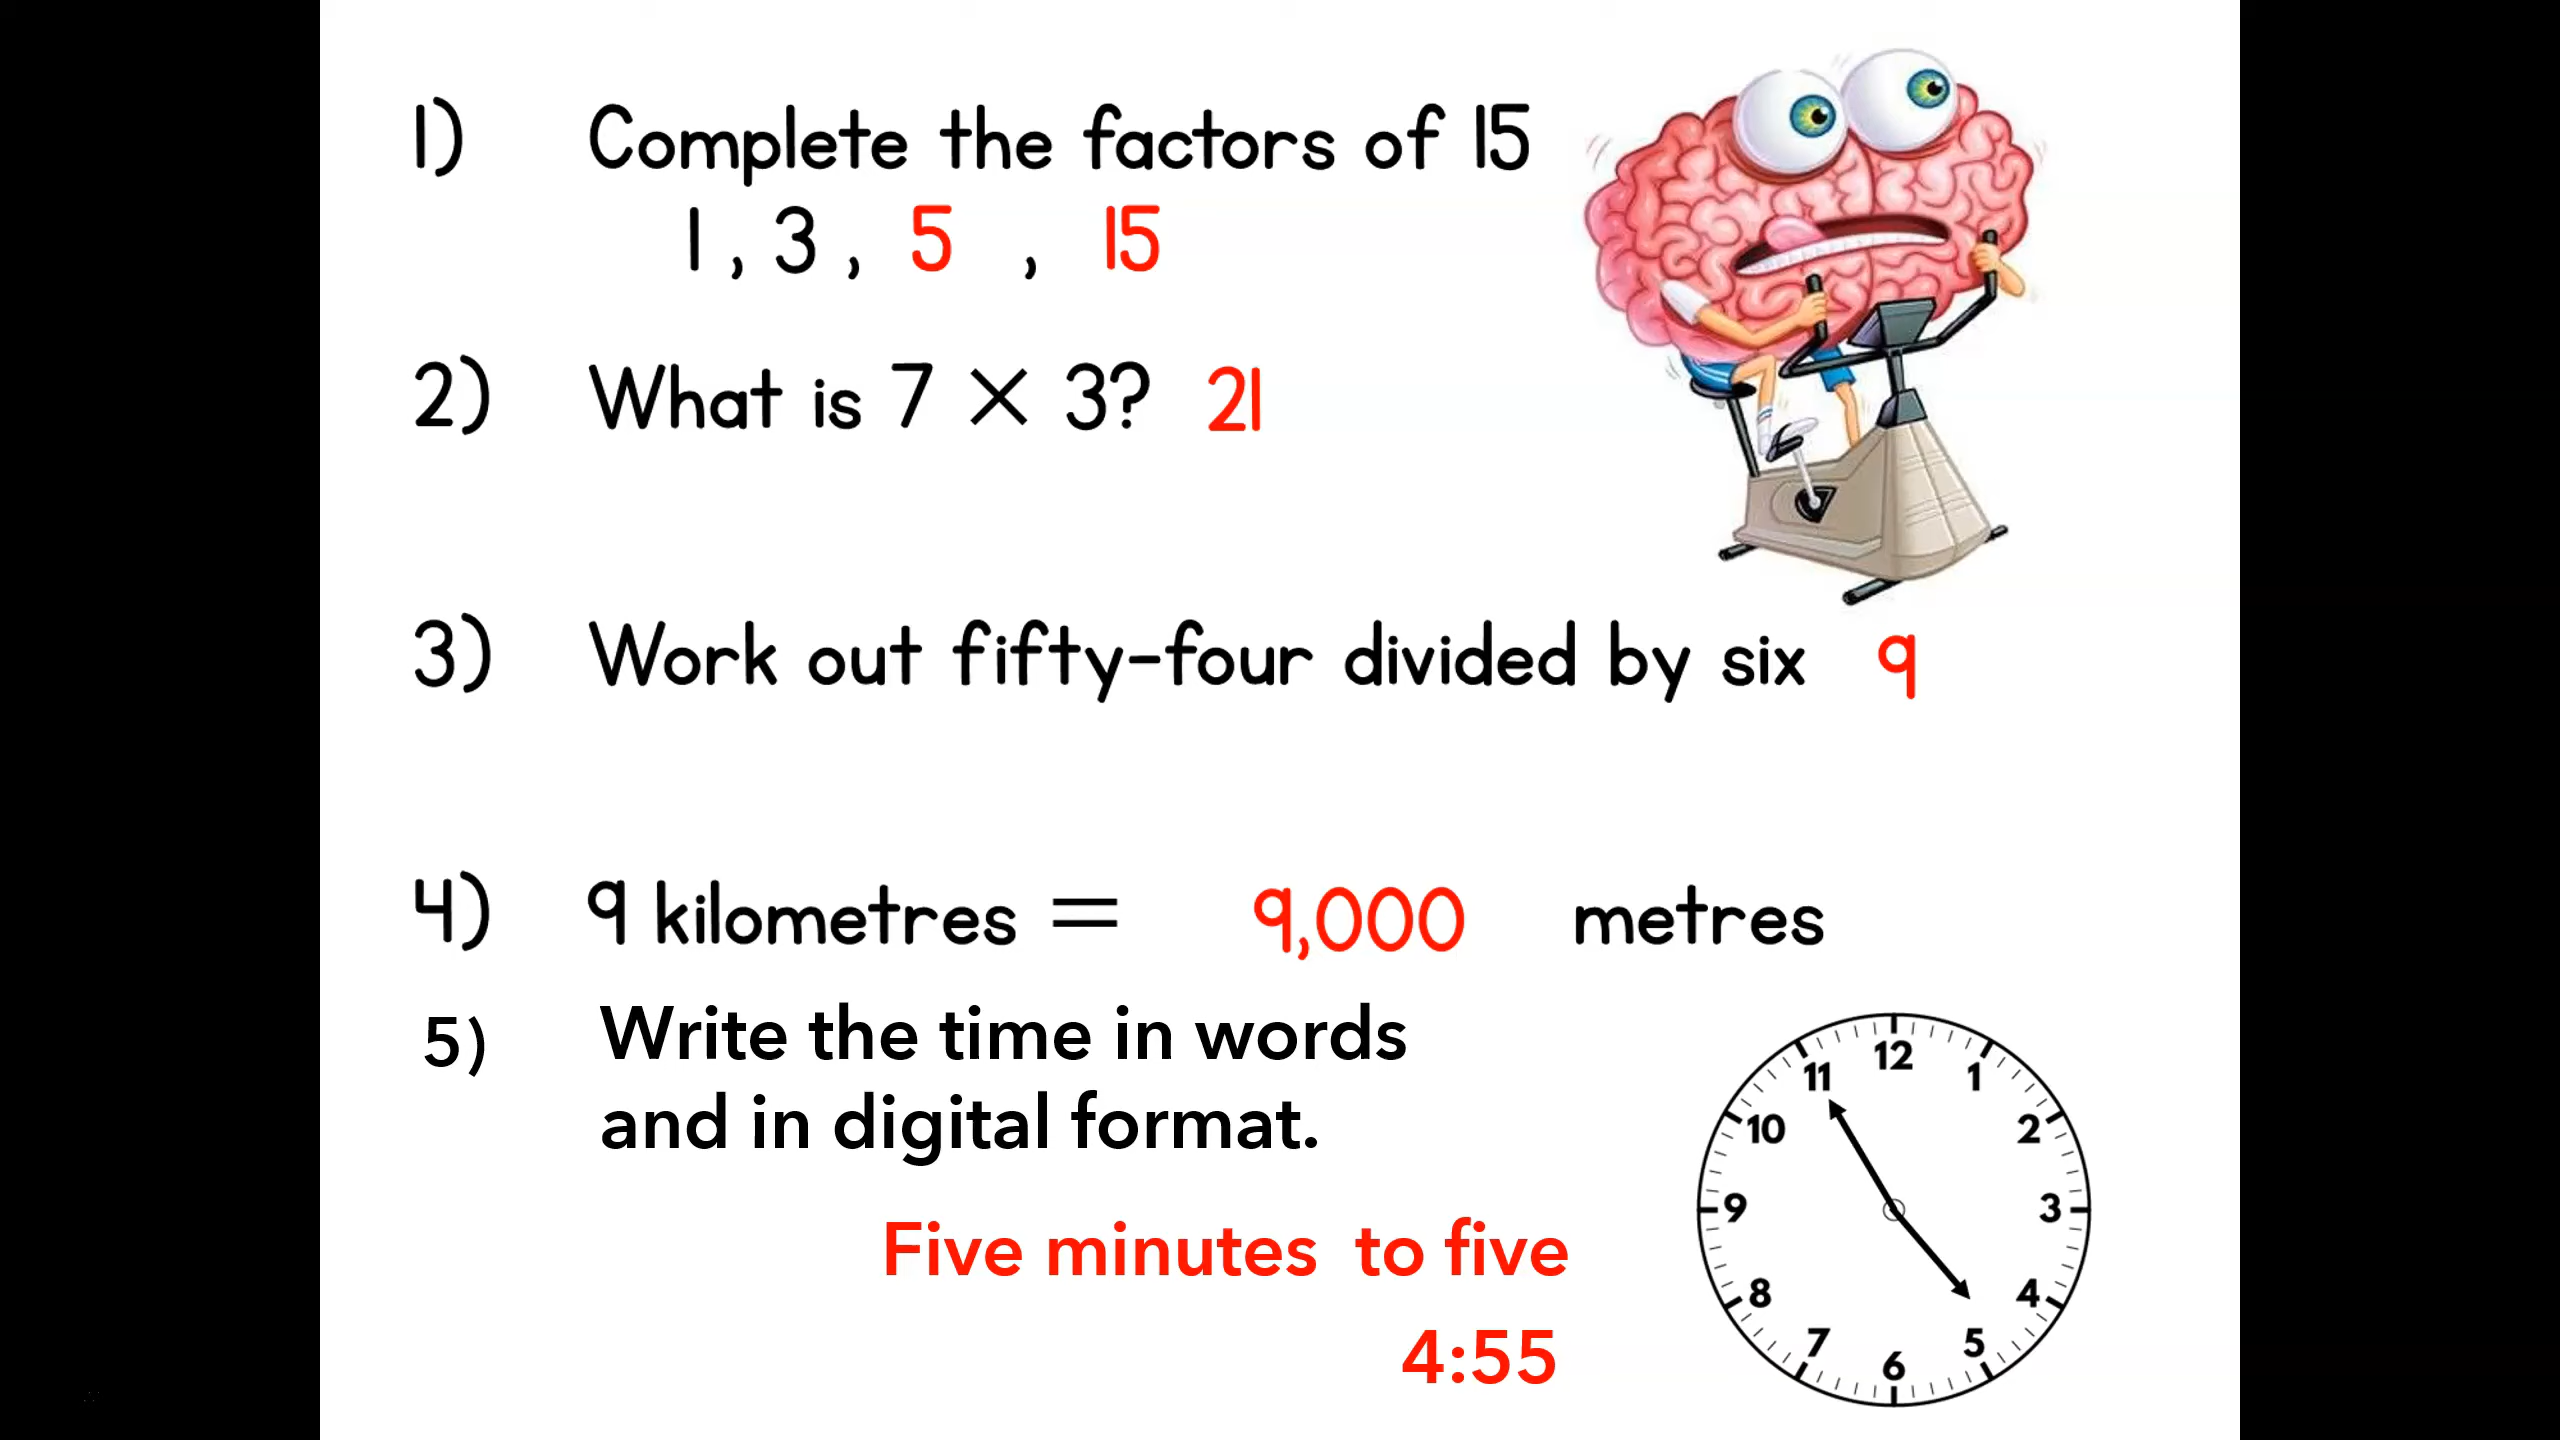 1) Complete the factors of 15
1 , 3 , 5 , 15
2) What is 7 × 3? 21
3) Work out fifty-four divided by six 9
4) 9 kilometres = 9,000 metres
5) Write the time in words
and in digital format.
Five minutes to five
4:55
12
11 1
10 2
9 3
8 4
7 5
6